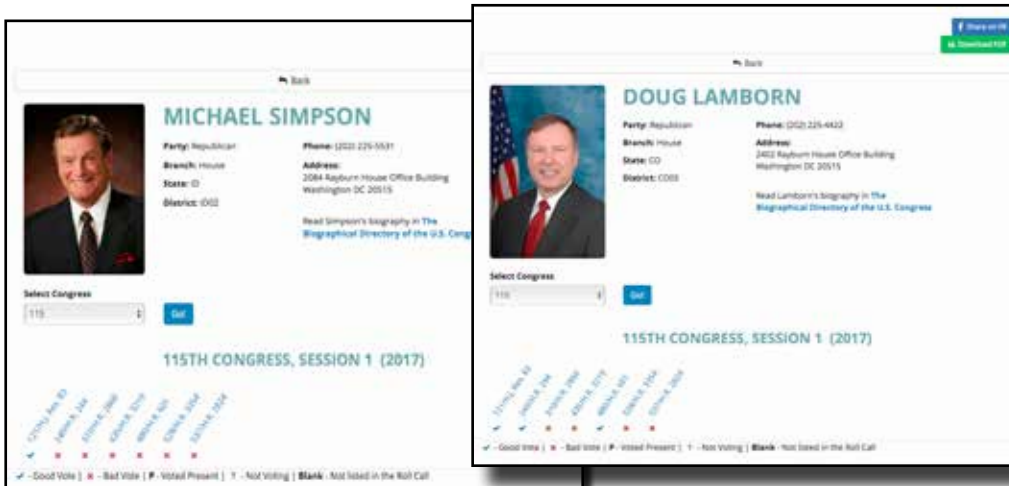 Back
MICHAEL SIMPSON
Party: Republican
Phone: (202) 225-5531
Branch: House
Address:
State: ID
2084 Rayburn House Office Building
Washington DC 20515
District: ID02
Read Simpson's biography in The
Biographical Directory of the U.S. Cong
Select Congress
115
Go!
115TH CONGRESS, SESSION 1 (2017)
✔ - Good Vote | ✖ - Bad Vote | P - Voted Present | ? - Not Voting | Blank - Not listed in the Roll Call
Share on FB
Download PDF
Back
DOUG LAMBORN
Party: Republican
Phone: (202) 225-4422
Branch: House
Address:
State: CO
2402 Rayburn House Office Building
Washington DC 20515
District: CO05
Read Lamborn's biography in The
Biographical Directory of the U.S. Congress
Select Congress
115
Go!
115TH CONGRESS, SESSION 1 (2017)
✔ - Good Vote | ✖ - Bad Vote | P - Voted Present | ? - Not Voting | Blank - Not listed in the Roll Call